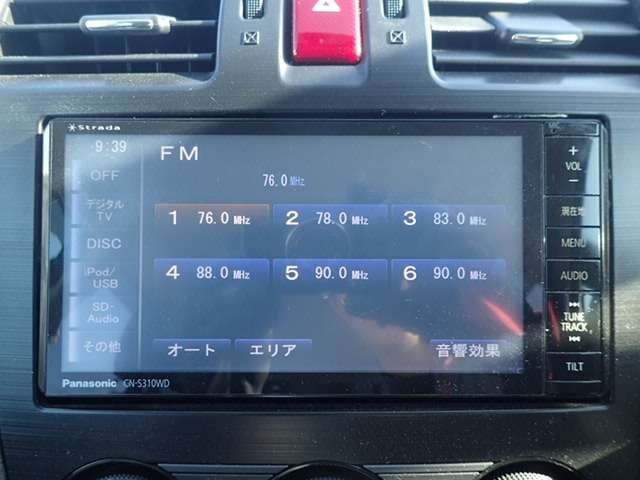 Strada
9:39
FM
76.0 MHz
OFF
デジタル
TV
DISC
iPod/
USB
SD-
Audio
その他
1 76.0 MHz
2 78.0 MHz
3 83.0 MHz
4 88.0 MHz
5 90.0 MHz
6 90.0 MHz
オート
エリア
音響効果
Panasonic CN-S310WD
+
VOL
−
現在地
MENU
AUDIO
TUNE
TRACK
TILT